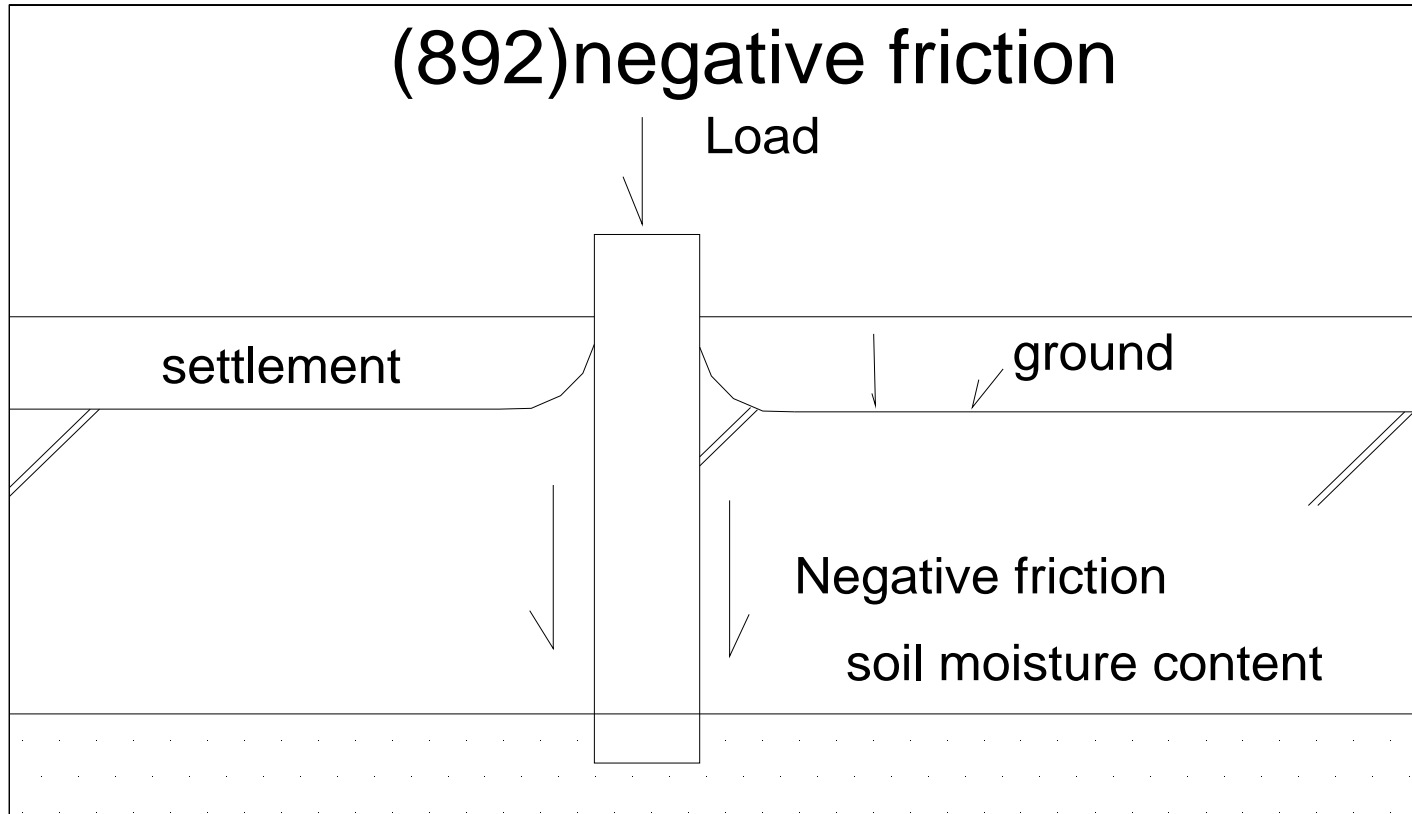 (892)negative friction
Load
settlement
ground
Negative friction
soil moisture content